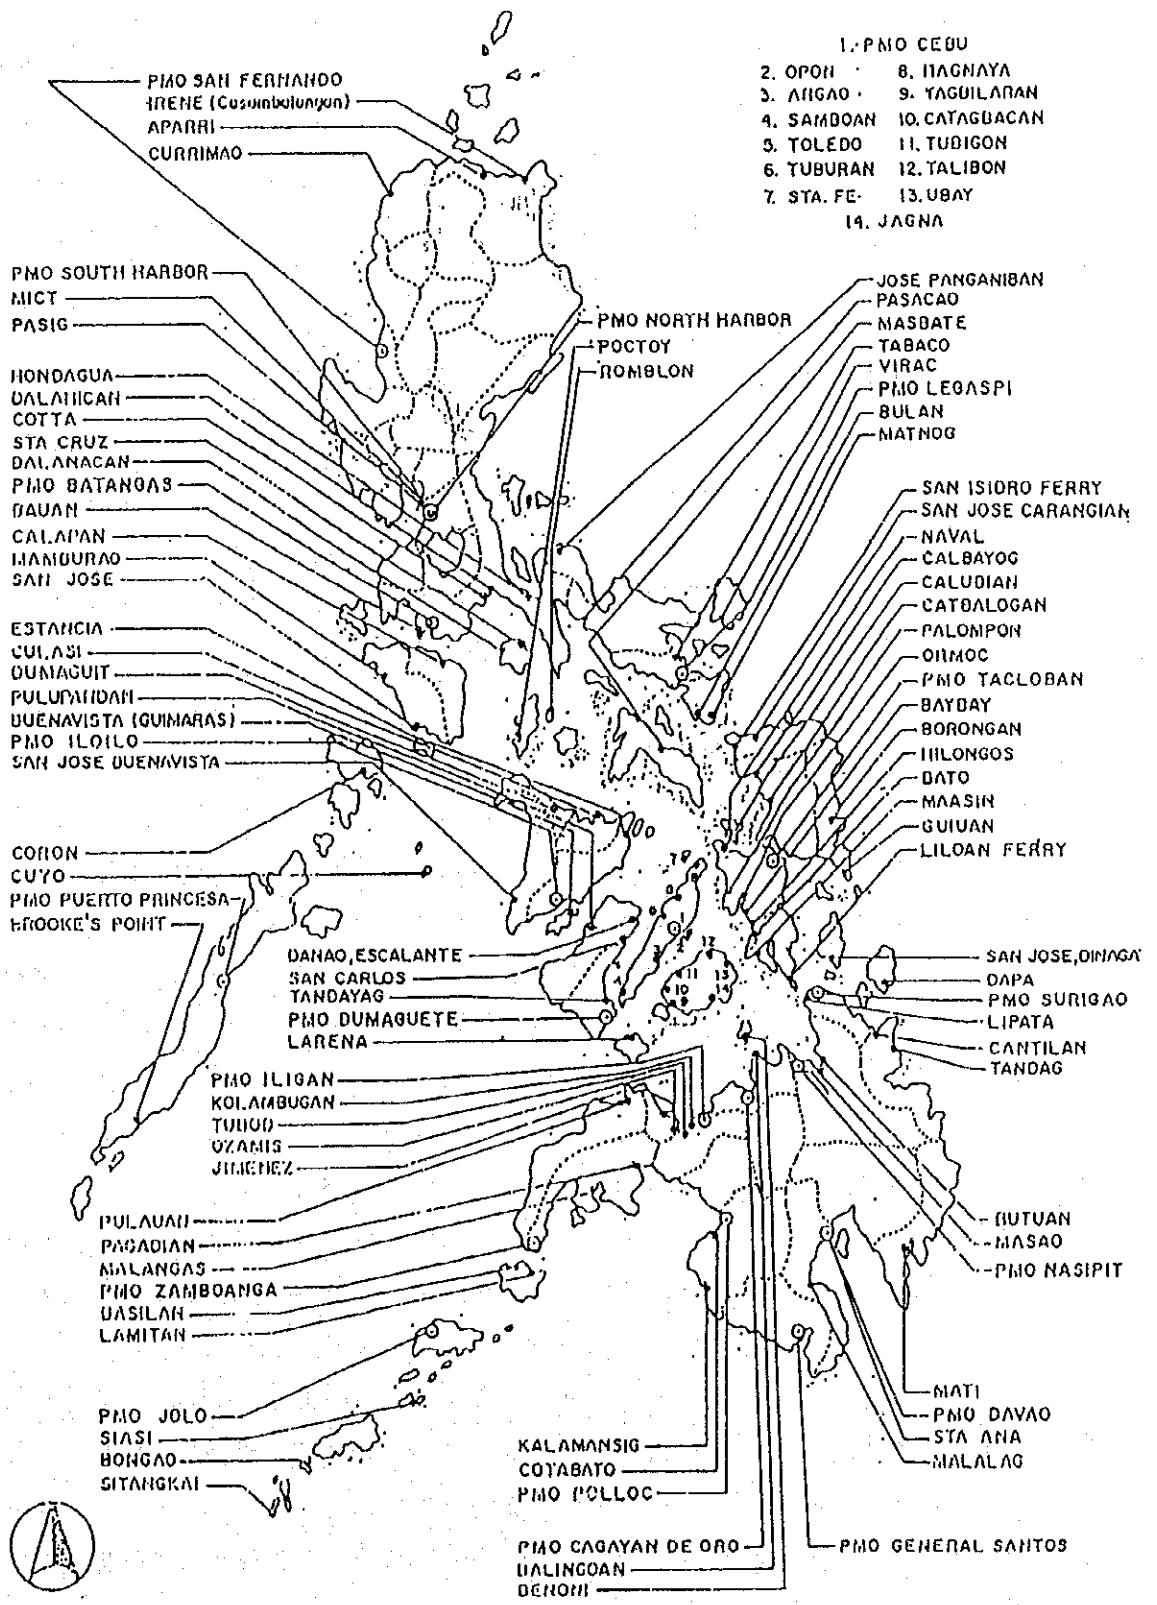 1. PMO CEBU
2. OPON
8. HAGNAYA
3. ARGAO
9. TAGBILARAN
4. SAMBOAN
10. CATAGBACAN
5. TOLEDO
11. TUBIGON
6. TUBURAN
12. TALIBON
7. STA. FE
13. UBAY
14. JAGNA
PMO SAN FERNANDO
IRENE (Casambalangan)
APARRI
CURRIMAO
PMO SOUTH HARBOR
MICT
PASIG
HONDAGUA
DALAHICAN
COTTA
STA CRUZ
BALANACAN
PMO BATANGAS
BAUAN
CALAPAN
MAMBURAO
SAN JOSE
ESTANCIA
CULASI
DUMAGUIT
PULUPANDAN
BUENAVISTA (GUIMARAS)
PMO ILOILO
SAN JOSE BUENAVISTA
CORON
CUYO
PMO PUERTO PRINCESA
BROOKE'S POINT
PMO NORTH HARBOR
POCTOY
ROMBLON
JOSE PANGANIBAN
PASACAO
MASBATE
TABACO
VIRAC
PMO LEGASPI
BULAN
MATNOG
SAN ISIDRO FERRY
SAN JOSE CARANGIAN
NAVAL
CALBAYOG
CALUBIAN
CATBALOGAN
PALOMPON
ORMOC
PMO TACLOBAN
BAYBAY
BORONGAN
HILONGOS
BATO
MAASIN
GUIUAN
LILOAN FERRY
DANAO, ESCALANTE
SAN CARLOS
TANDAYAG
PMO DUMAGUETE
LARENA
SAN JOSE, DINAGA
DAPA
PMO SURIGAO
LIPATA
CANTILAN
TANDAG
PMO ILIGAN
KOLAMBUGAN
TUBOD
OZAMIS
JIMENEZ
PULAUAN
PAGADIAN
MALANGAS
PMO ZAMBOANGA
BASILAN
LAMITAN
BUTUAN
MASAO
PMO NASIPIT
PMO JOLO
SIASI
BONGAO
SITANGKAI
MATI
PMO DAVAO
STA ANA
MALALAG
KALAMANSIG
COTABATO
PMO POLLOC
PMO CAGAYAN DE ORO
BALINGOAN
BENONI
PMO GENERAL SANTOS